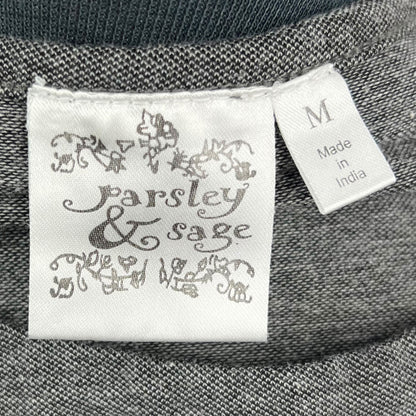 Parsley
& sage
M
Made
in
India